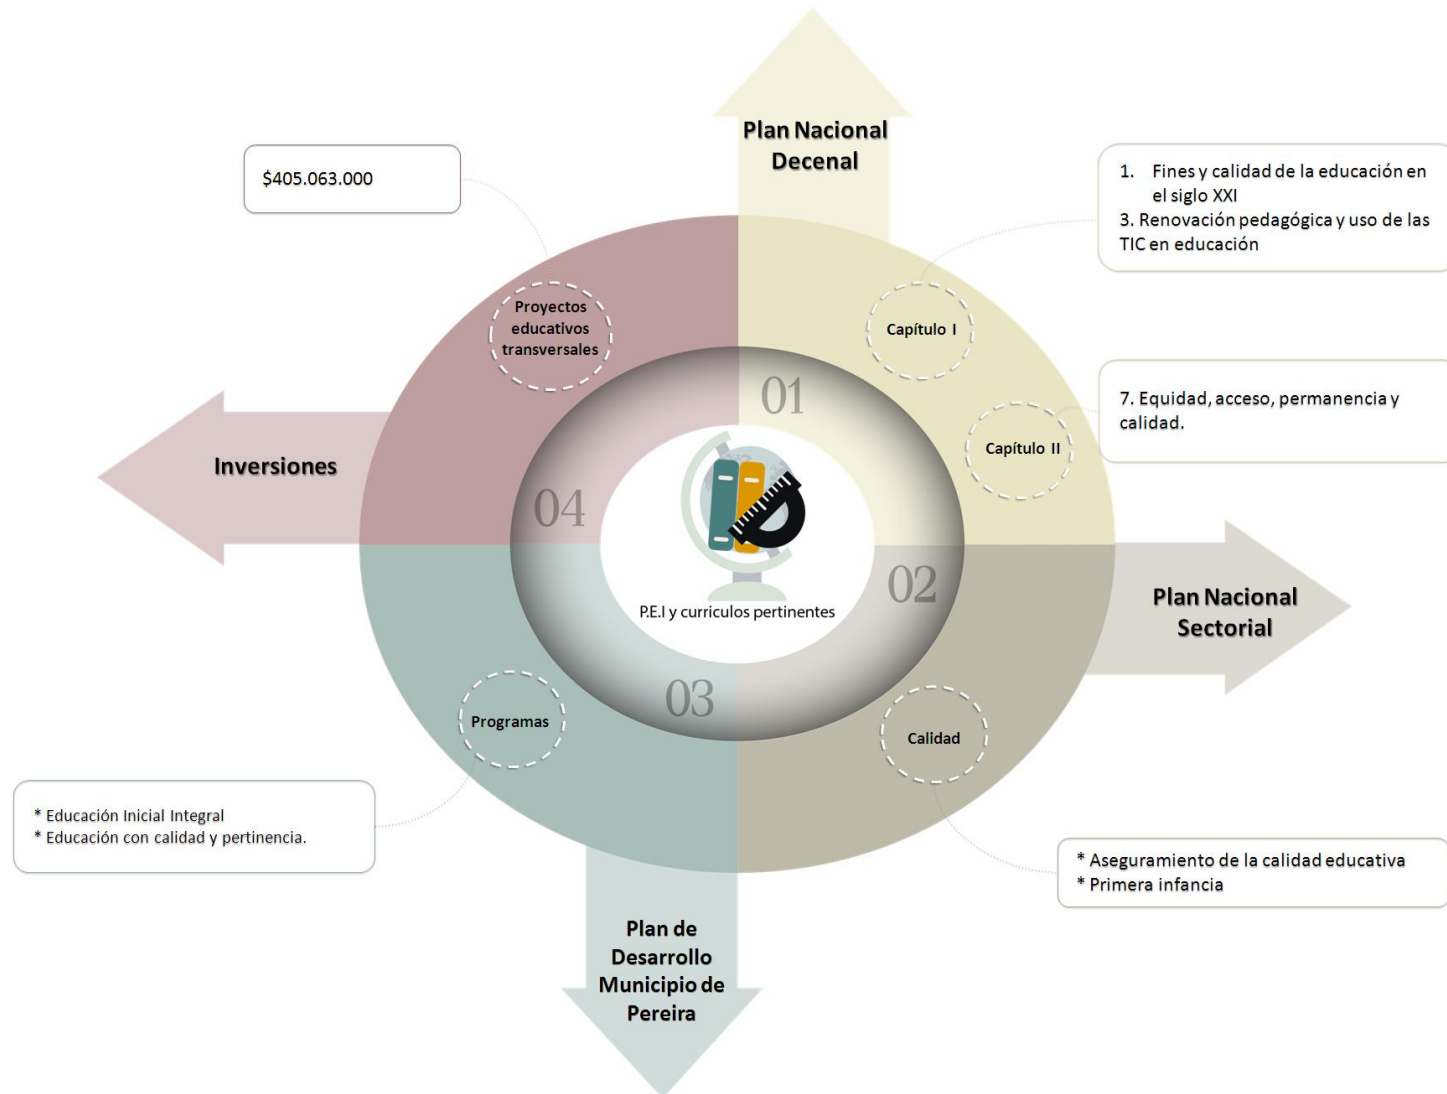 Plan Nacional
Decenal
$405.063.000
1. Fines y calidad de la educación en
el siglo XXI
3. Renovación pedagógica y uso de las
TIC en educación
Proyectos
educativos
transversales
Capítulo I
01
7. Equidad, acceso, permanencia y
calidad.
Capítulo II
Inversiones
04
02
P.E.I y curriculos pertinentes
Plan Nacional
Sectorial
03
Programas
Calidad
* Educación Inicial Integral
* Educación con calidad y pertinencia.
* Aseguramiento de la calidad educativa
* Primera infancia
Plan de
Desarrollo
Municipio de
Pereira